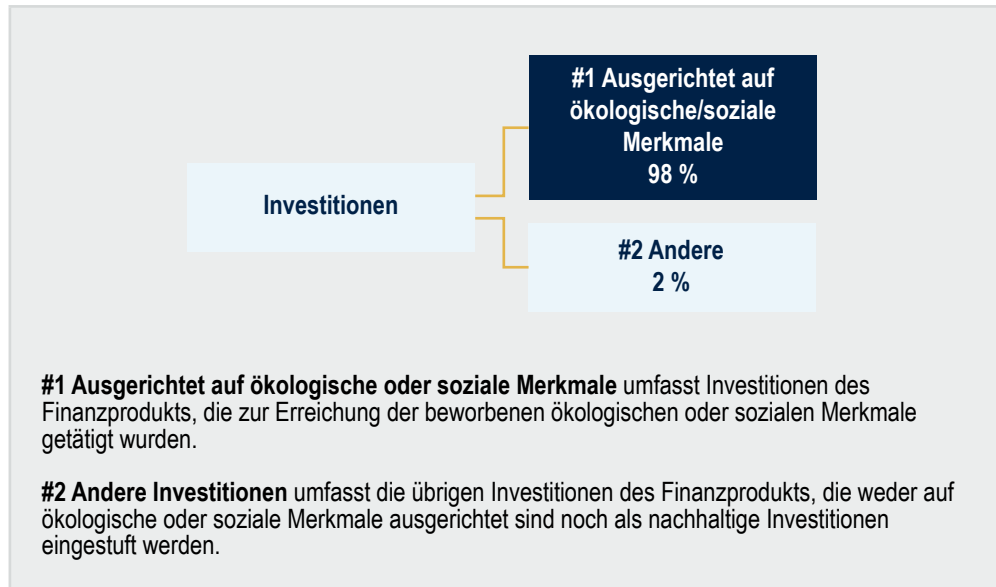 #1 Ausgerichtet auf
ökologische/soziale
Merkmale
98 %
Investitionen
#2 Andere
2 %
#1 Ausgerichtet auf ökologische oder soziale Merkmale umfasst Investitionen des
Finanzprodukts, die zur Erreichung der beworbenen ökologischen oder sozialen Merkmale
getätigt wurden.
#2 Andere Investitionen umfasst die übrigen Investitionen des Finanzprodukts, die weder auf
ökologische oder soziale Merkmale ausgerichtet sind noch als nachhaltige Investitionen
eingestuft werden.